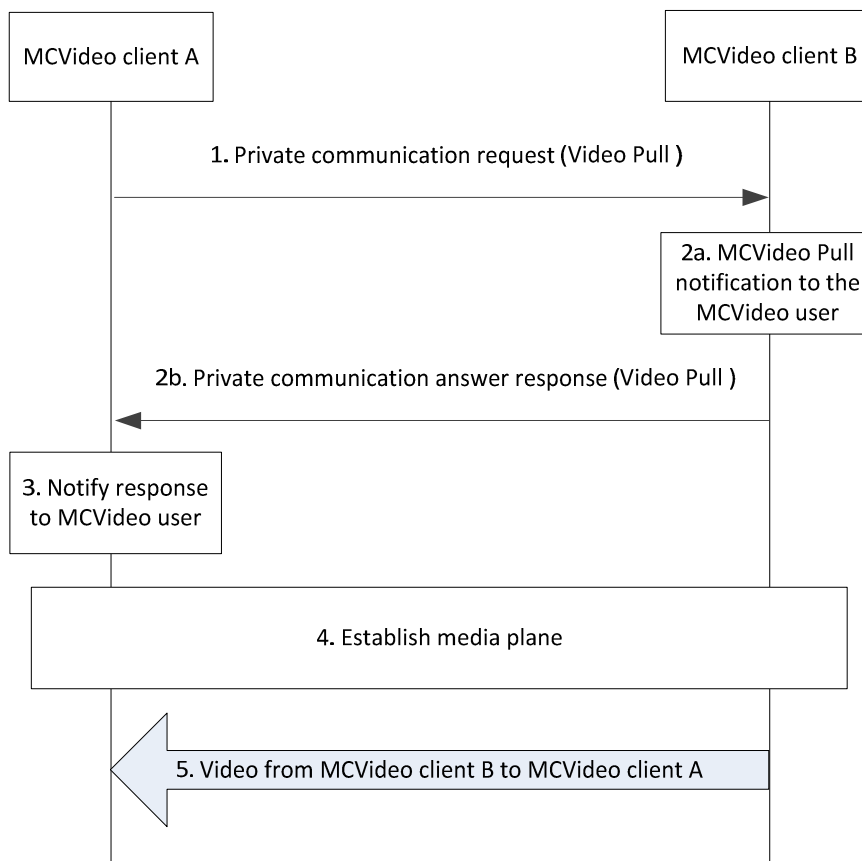 MCVideo client A
MCVideo client B
1. Private communication request (Video Pull )
2a. MCVideo Pull
notification to the
MCVideo user
2b. Private communication answer response (Video Pull )
3. Notify response
to MCVideo user
4. Establish media plane
5. Video from MCVideo client B to MCVideo client A